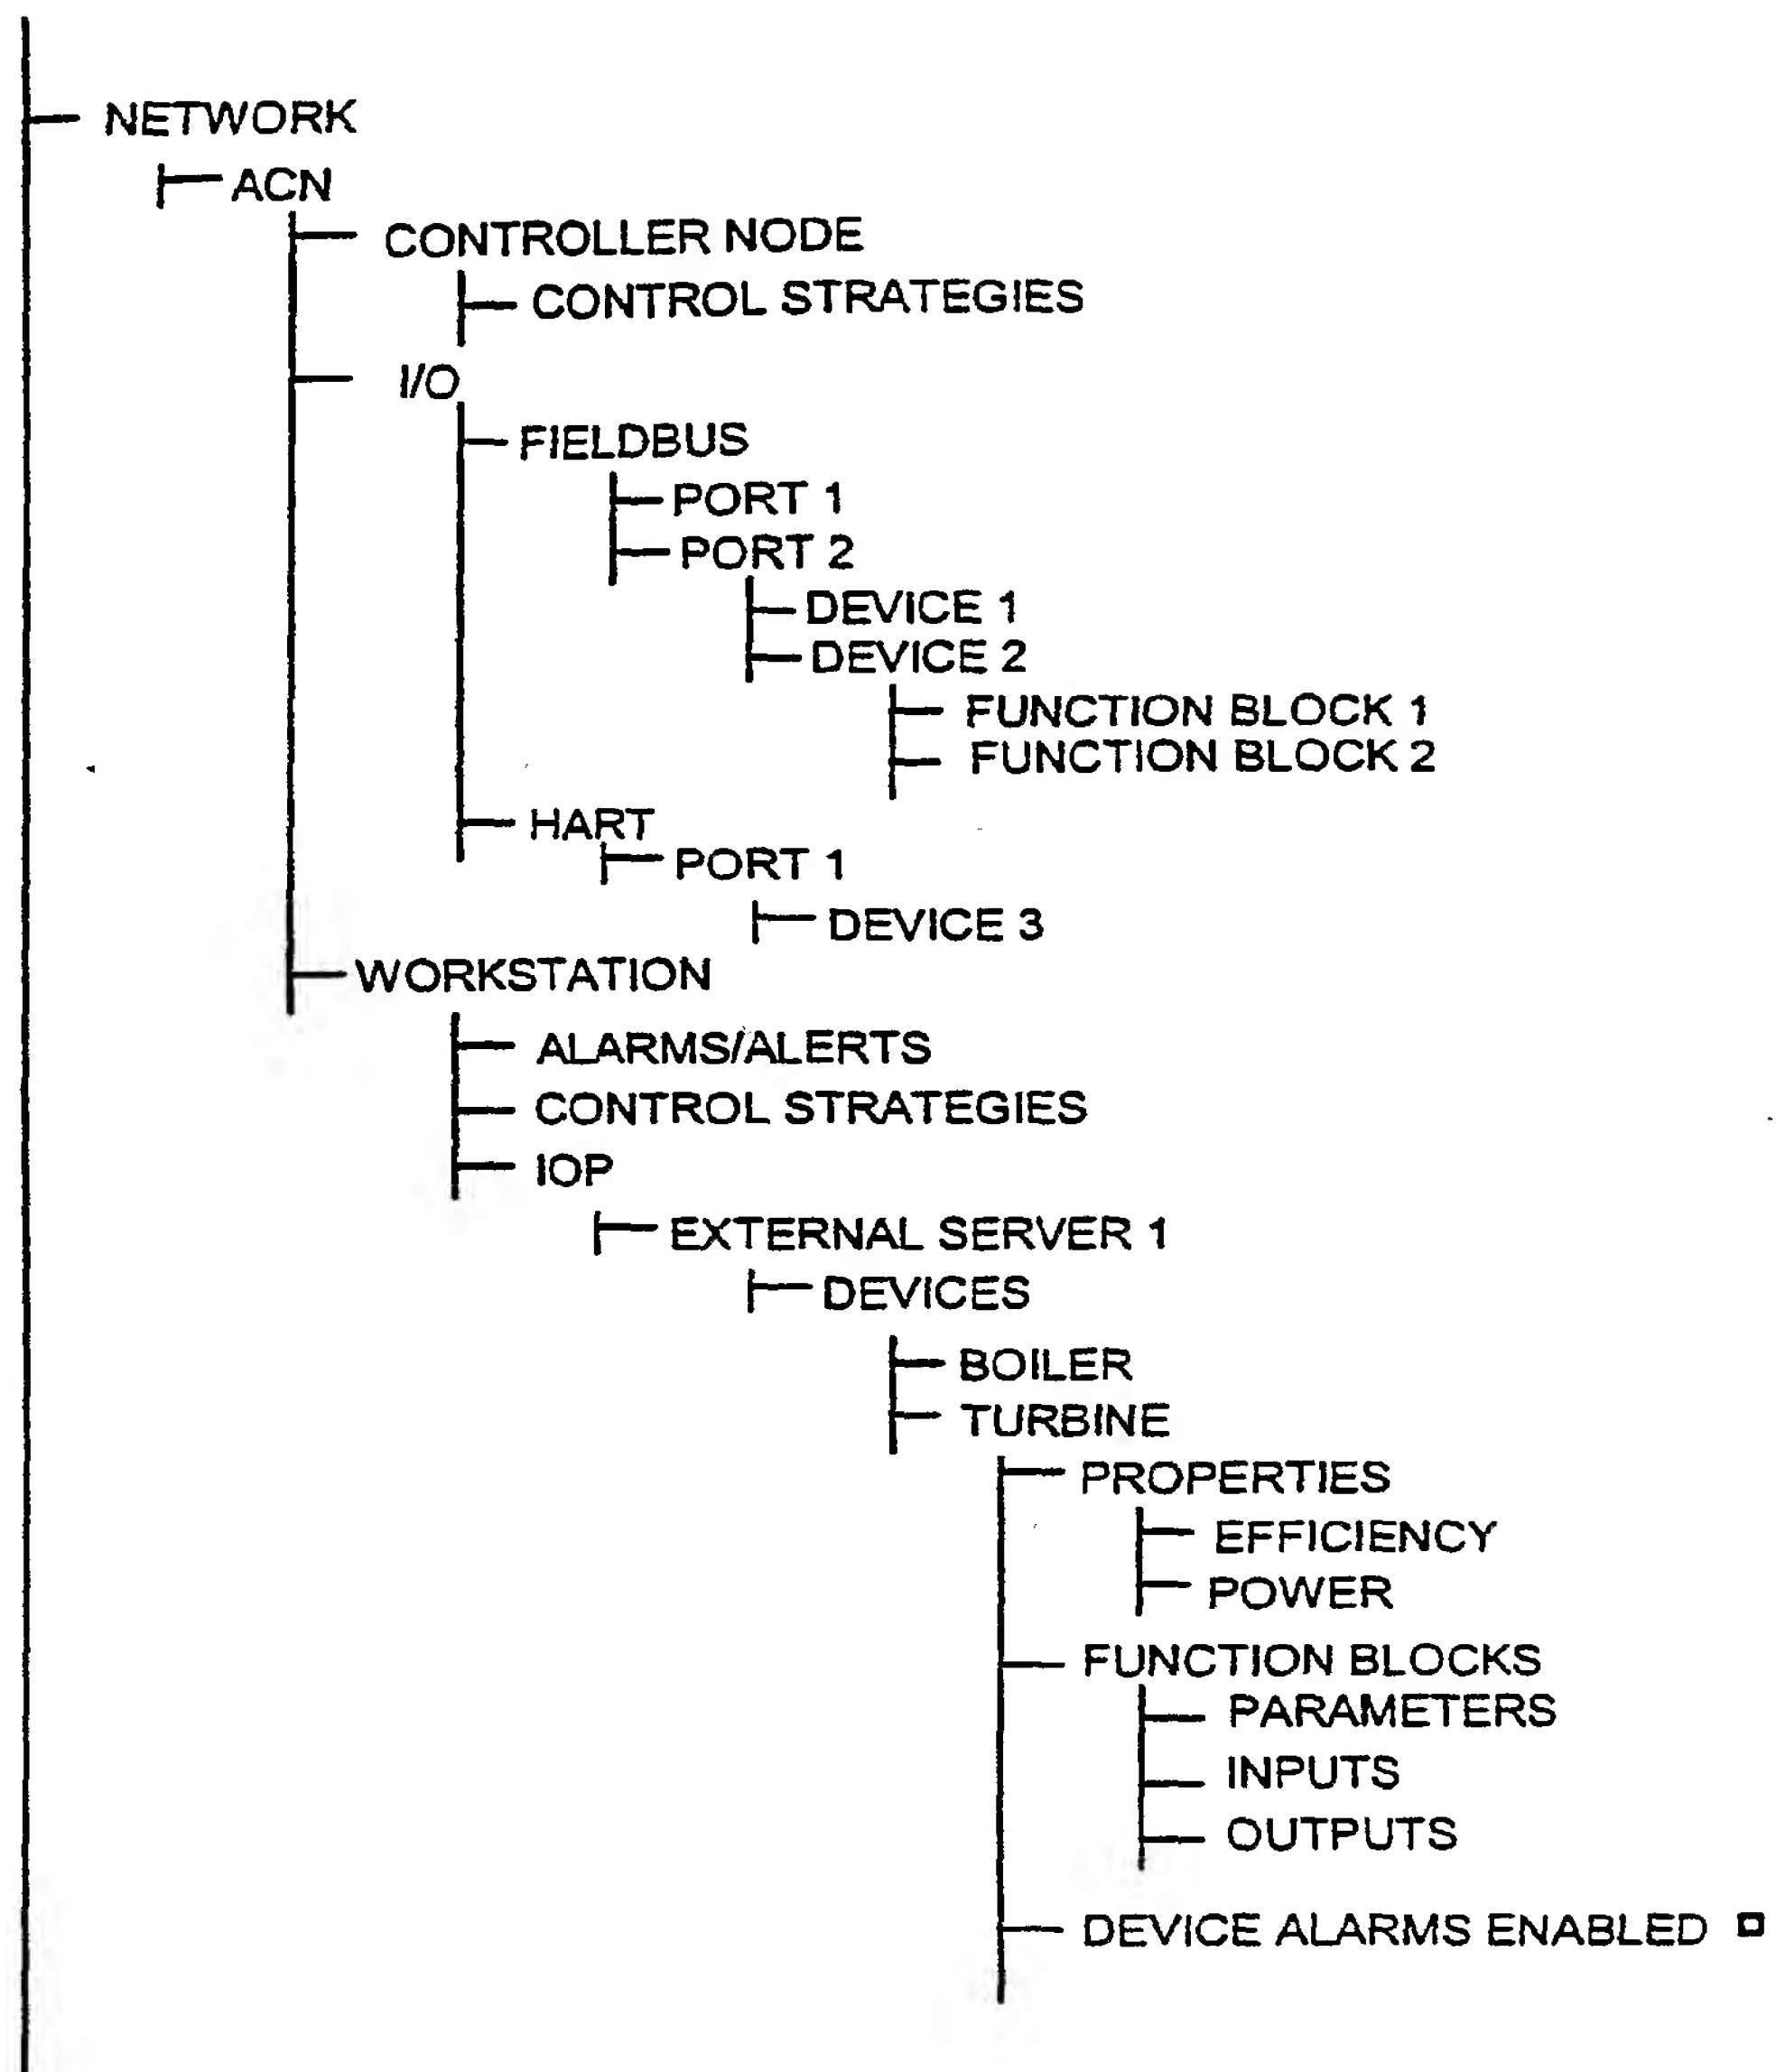 NETWORK
ACN
CONTROLLER NODE
CONTROL STRATEGIES
I/O
FIELDBUS
PORT 1
PORT 2
DEVICE 1
DEVICE 2
FUNCTION BLOCK 1
FUNCTION BLOCK 2
HART
PORT 1
DEVICE 3
WORKSTATION
ALARMS/ALERTS
CONTROL STRATEGIES
IOP
EXTERNAL SERVER 1
DEVICES
BOILER
TURBINE
PROPERTIES
EFFICIENCY
POWER
FUNCTION BLOCKS
PARAMETERS
INPUTS
OUTPUTS
DEVICE ALARMS ENABLED